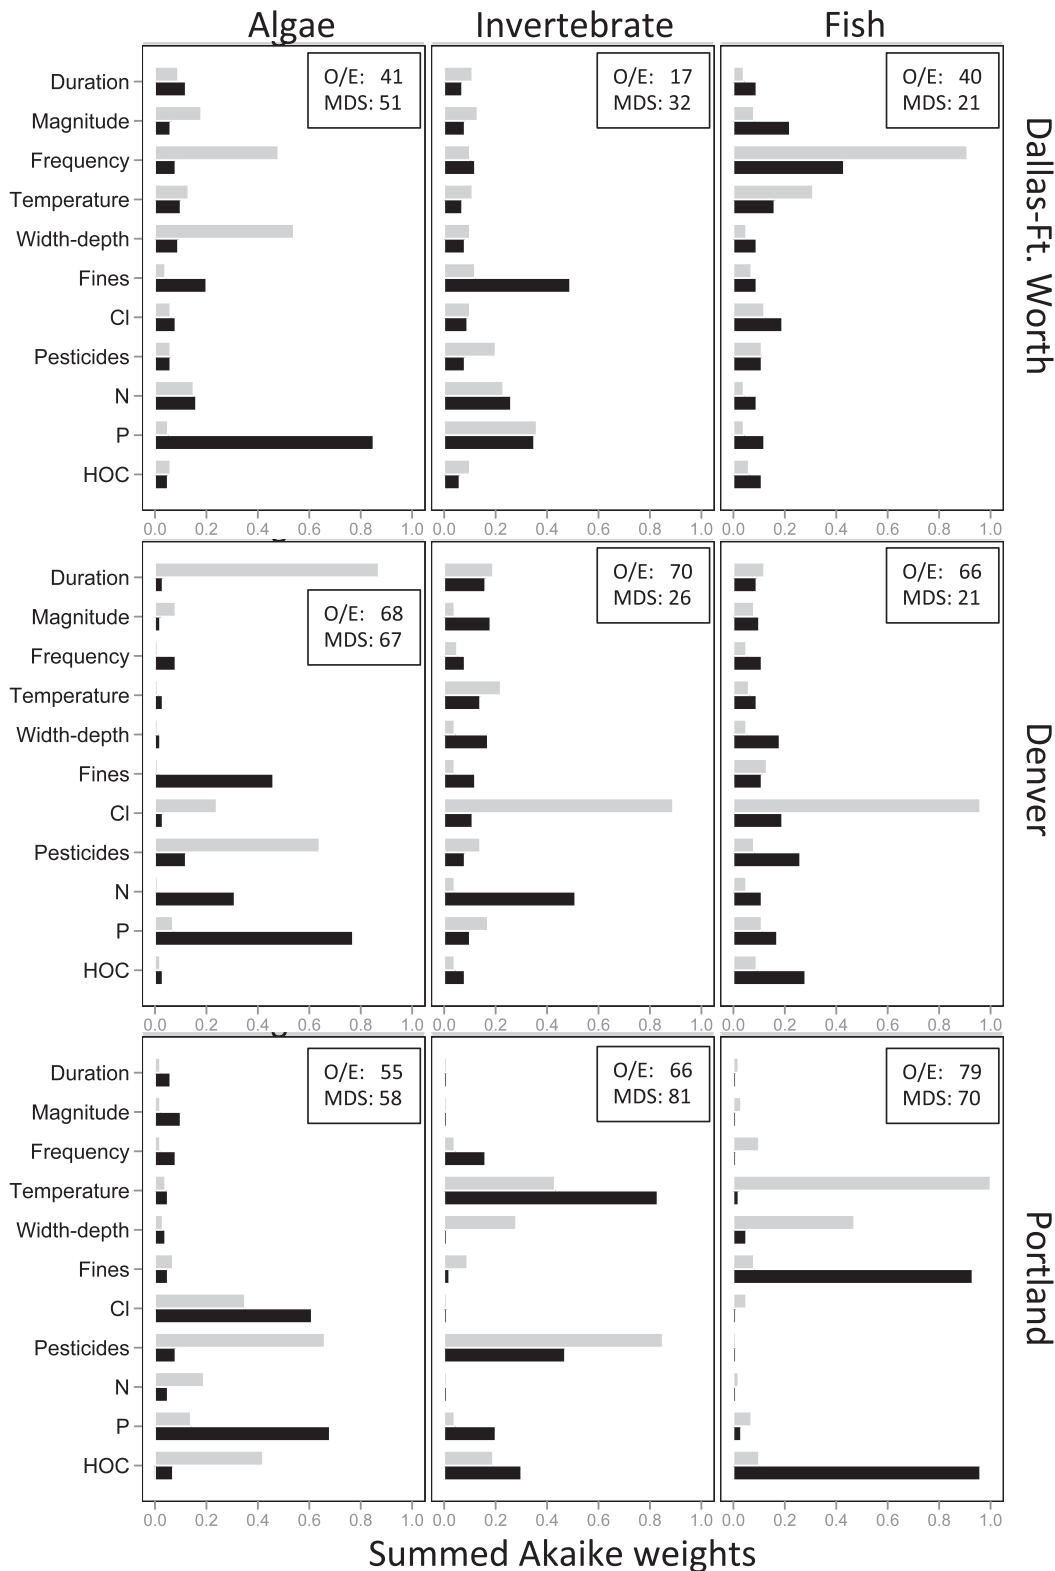 Algae Invertebrate Fish
Dallas-Ft. Worth
Duration
Magnitude
Frequency
Temperature
Width-depth
Fines
Cl
Pesticides
N
P
HOC
O/E: 41
MDS: 51
O/E: 17
MDS: 32
O/E: 40
MDS: 21
0.0 0.2 0.4 0.6 0.8 1.0 0.0 0.2 0.4 0.6 0.8 1.0 0.0 0.2 0.4 0.6 0.8 1.0
Denver
Duration
Magnitude
Frequency
Temperature
Width-depth
Fines
Cl
Pesticides
N
P
HOC
O/E: 68
MDS: 67
O/E: 70
MDS: 26
O/E: 66
MDS: 21
0.0 0.2 0.4 0.6 0.8 1.0 0.0 0.2 0.4 0.6 0.8 1.0 0.0 0.2 0.4 0.6 0.8 1.0
Portland
Duration
Magnitude
Frequency
Temperature
Width-depth
Fines
Cl
Pesticides
N
P
HOC
O/E: 55
MDS: 58
O/E: 66
MDS: 81
O/E: 79
MDS: 70
0.0 0.2 0.4 0.6 0.8 1.0 0.0 0.2 0.4 0.6 0.8 1.0 0.0 0.2 0.4 0.6 0.8 1.0
Summed Akaike weights